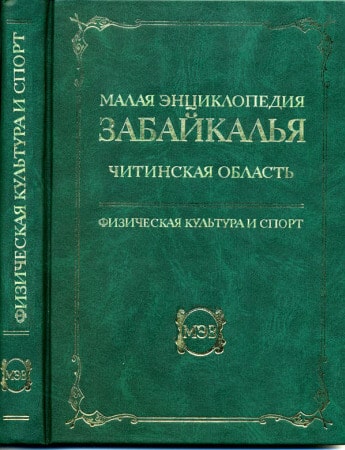 ФИЗИЧЕСКАЯ КУЛЬТУРА И СПОРТ
МЭЗ
МАЛАЯ ЭНЦИКЛОПЕДИЯ
ЗАБАЙКАЛЬЯ
ЧИТИНСКАЯ ОБЛАСТЬ
ФИЗИЧЕСКАЯ КУЛЬТУРА И СПОРТ
МЭЗ